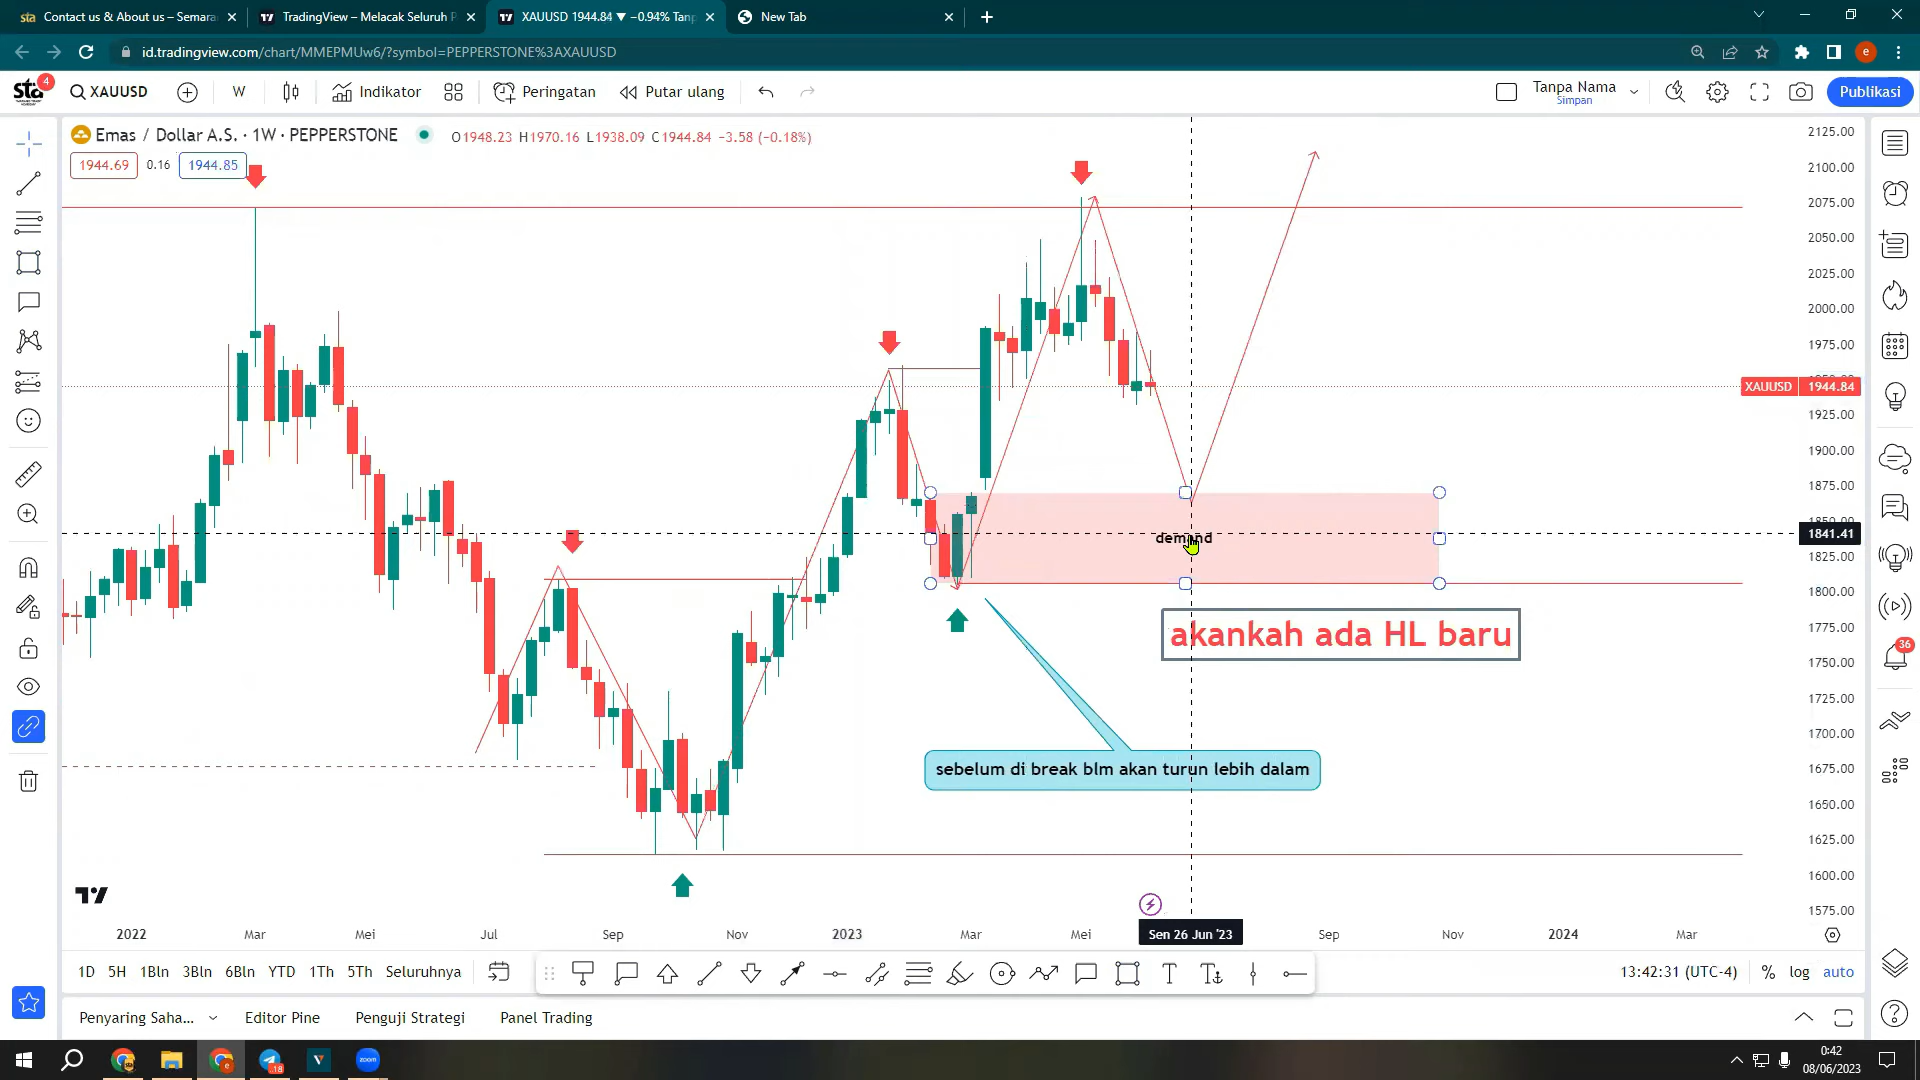 Contact us & About us – Semara
TradingView – Melacak Seluruh P
XAUUSD 1944.84 ▼ −0.94% Tanp
New Tab
id.tradingview.com/chart/MMEPMUw6/?symbol=PEPPERSTONE%3AXAUUSD
sta 4
XAUUSD
W
Indikator
Peringatan
Putar ulang
Tanpa Nama
Simpan
Publikasi
Emas / Dollar A.S. · 1W · PEPPERSTONE
O1948.23 H1970.16 L1938.09 C1944.84 −3.58 (−0.18%)
1944.69 0.16 1944.85
2125.00
2100.00
2075.00
2050.00
2025.00
2000.00
1975.00
XAUUSD 1944.84
1925.00
1900.00
1875.00
1841.41
1825.00
1800.00
1775.00
1750.00
1725.00
1700.00
1675.00
1650.00
1625.00
1600.00
1575.00
demand
akankah ada HL baru
sebelum di break blm akan turun lebih dalam
36
2022 Mar Mei Jul Sep Nov 2023 Mar Mei Sen 26 Jun '23 Sep Nov 2024 Mar
1D 5H 1Bln 3Bln 6Bln YTD 1Th 5Th Seluruhnya
13:42:31 (UTC-4) % log auto
Penyaring Saha... Editor Pine Penguji Strategi Panel Trading
zoom
18
0:42
08/06/2023